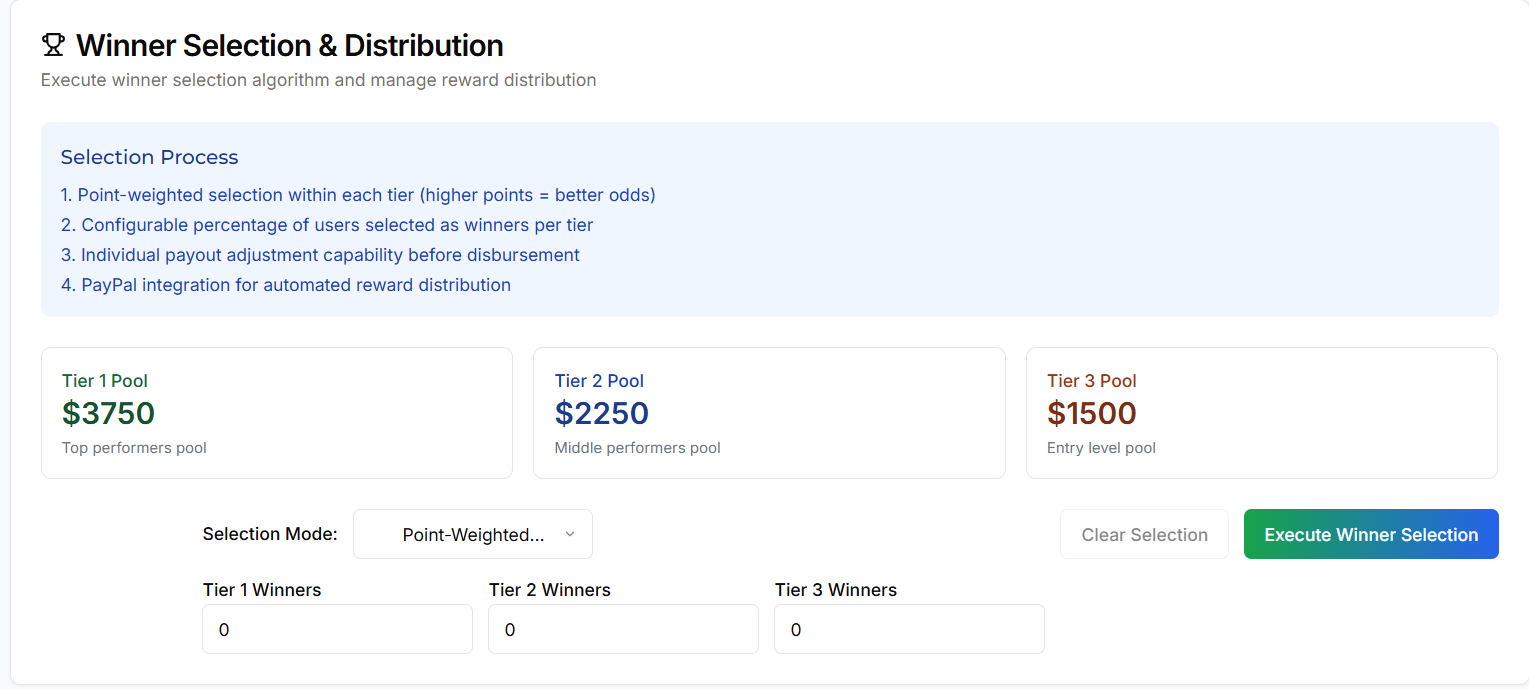 Winner Selection & Distribution
Execute winner selection algorithm and manage reward distribution
Selection Process
1. Point-weighted selection within each tier (higher points = better odds)
2. Configurable percentage of users selected as winners per tier
3. Individual payout adjustment capability before disbursement
4. PayPal integration for automated reward distribution
Tier 1 Pool
$3750
Top performers pool
Tier 2 Pool
$2250
Middle performers pool
Tier 3 Pool
$1500
Entry level pool
Selection Mode:
Point-Weighted...
Clear Selection
Execute Winner Selection
Tier 1 Winners
0
Tier 2 Winners
0
Tier 3 Winners
0